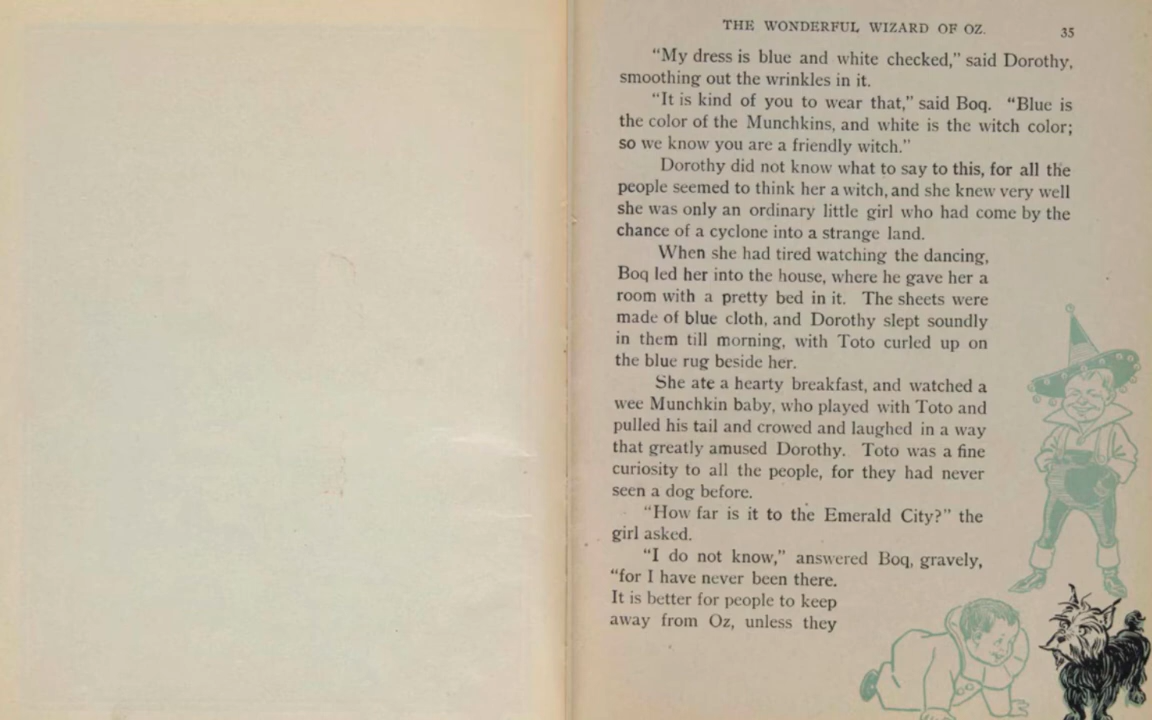 THE WONDERFUL WIZARD OF OZ. 35
"My dress is blue and white checked," said Dorothy,
smoothing out the wrinkles in it.
"It is kind of you to wear that," said Boq. "Blue is
the color of the Munchkins, and white is the witch color;
so we know you are a friendly witch."
Dorothy did not know what to say to this, for all the
people seemed to think her a witch, and she knew very well
she was only an ordinary little girl who had come by the
chance of a cyclone into a strange land.
When she had tired watching the dancing,
Boq led her into the house, where he gave her a
room with a pretty bed in it. The sheets were
made of blue cloth, and Dorothy slept soundly
in them till morning, with Toto curled up on
the blue rug beside her.
She ate a hearty breakfast, and watched a
wee Munchkin baby, who played with Toto and
pulled his tail and crowed and laughed in a way
that greatly amused Dorothy. Toto was a fine
curiosity to all the people, for they had never
seen a dog before.
"How far is it to the Emerald City?" the
girl asked.
"I do not know," answered Boq, gravely,
"for I have never been there.
It is better for people to keep
away from Oz, unless they